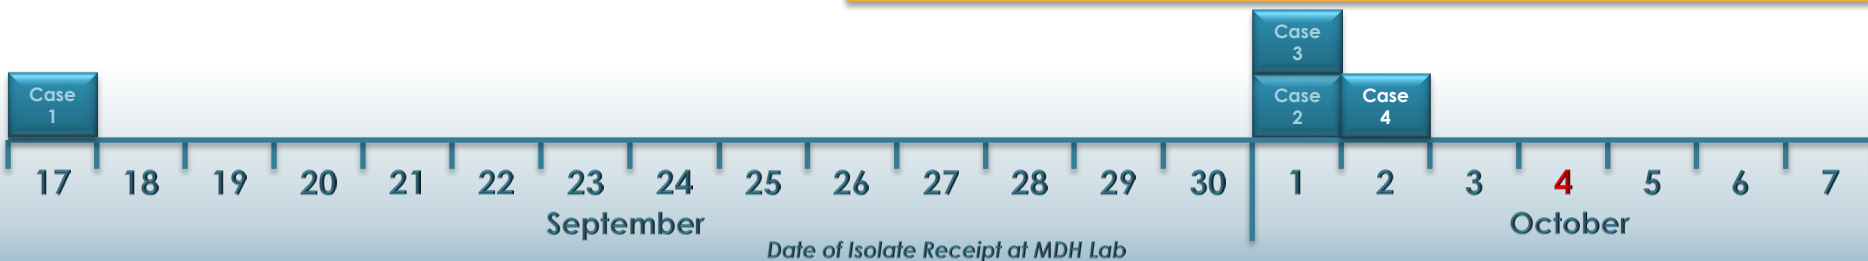 Case
3
Case
1
Case
2
Case
4
17 18 19 20 21 22 23 24 25 26 27 28 29 30 1 2 3 4 5 6 7
September October
Date of Isolate Receipt at MDH Lab